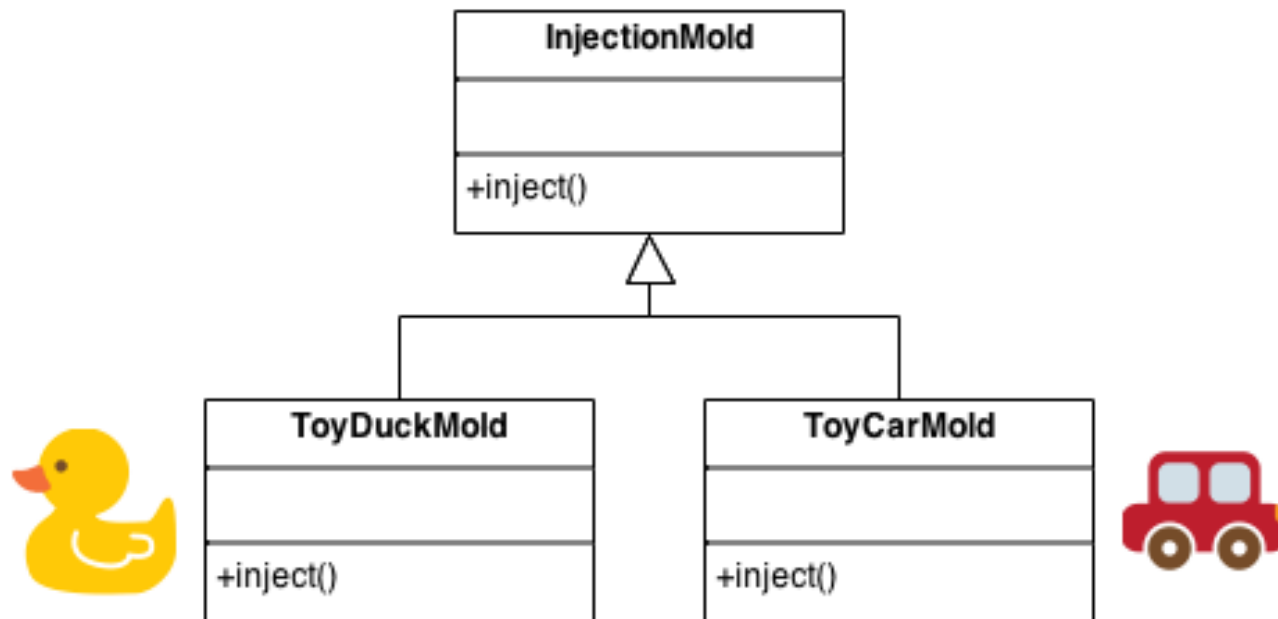 InjectionMold
+inject()
ToyDuckMold
+inject()
ToyCarMold
+inject()